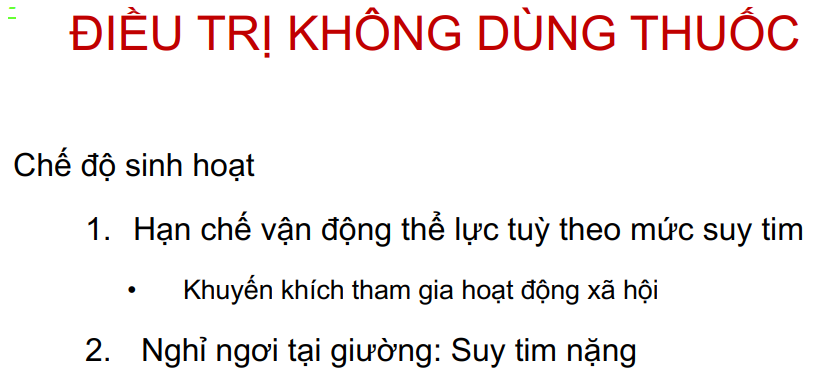 ĐIỀU TRỊ KHÔNG DÙNG THUỐC
Chế độ sinh hoạt
1. Hạn chế vận động thể lực tuỳ theo mức suy tim
• Khuyến khích tham gia hoạt động xã hội
2. Nghỉ ngơi tại giường: Suy tim nặng